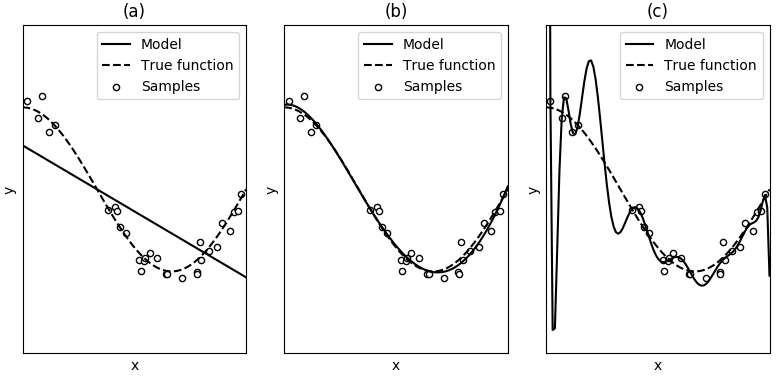 (a)
Model
True function
Samples
y
x
(b)
Model
True function
Samples
y
x
(c)
Model
True function
Samples
y
x